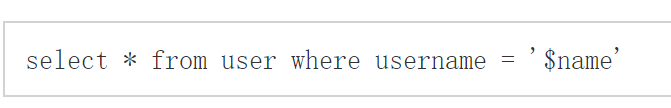 select * from user where username = '$name'